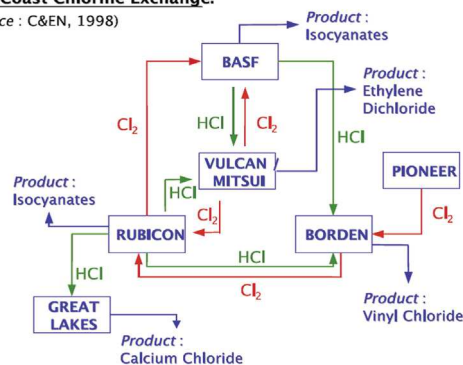 Coast Chlorine Exchange.
ce : C&EN, 1998)
Product :
Isocyanates
BASF
Product :
Ethylene
Dichloride
HCl
Cl2
Cl2
HCl
VULCAN /
MITSUI
PIONEER
Product :
Isocyanates
HCl
Cl2
Cl2
RUBICON
BORDEN
HCl
HCl
Cl2
GREAT
LAKES
Product :
Vinyl Chloride
Product :
Calcium Chloride